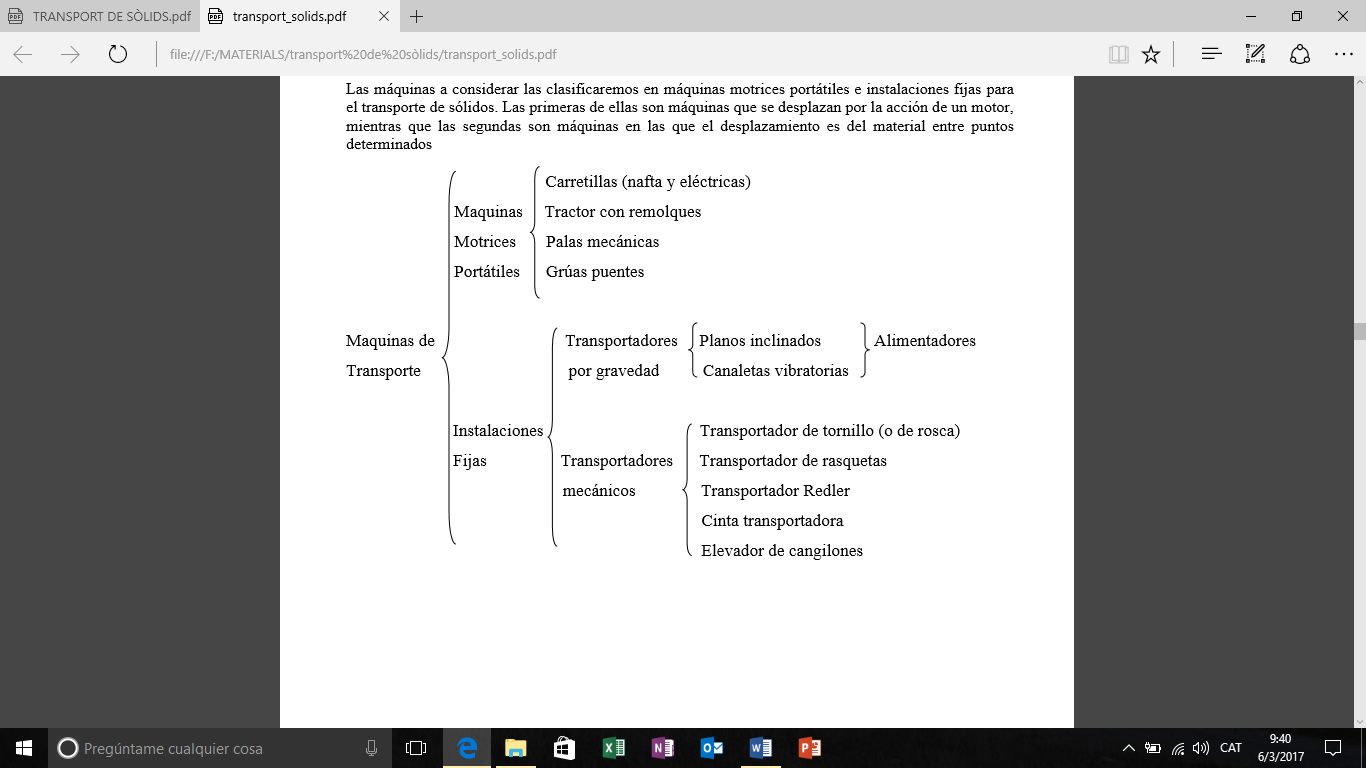 TRANSPORT DE SÒLIDS.pdf
transport_solids.pdf
file:///F:/MATERIALS/transport%20de%20sòlids/transport_solids.pdf
Las máquinas a considerar las clasificaremos en máquinas motrices portátiles e instalaciones fijas para
el transporte de sólidos. Las primeras de ellas son máquinas que se desplazan por la acción de un motor,
mientras que las segundas son máquinas en las que el desplazamiento es del material entre puntos
determinados
Carretillas (nafta y eléctricas)
Maquinas Tractor con remolques
Motrices Palas mecánicas
Portátiles Grúas puentes
Maquinas de Transportadores Planos inclinados Alimentadores
Transporte por gravedad Canaletas vibratorias
Instalaciones Transportador de tornillo (o de rosca)
Fijas Transportadores Transportador de rasquetas
mecánicos Transportador Redler
Cinta transportadora
Elevador de cangilones
Pregúntame cualquier cosa
CAT
9:40
6/3/2017